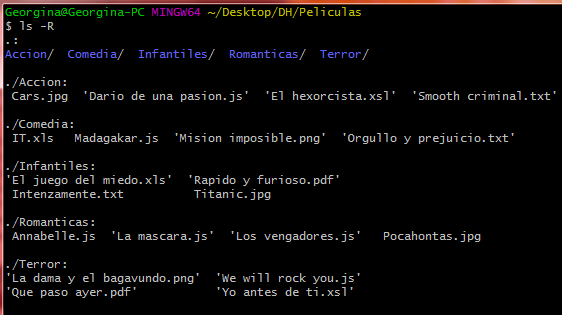 Georgina@Georgina-PC MINGW64 ~/Desktop/DH/Peliculas
$ ls -R
.:
Accion/  Comedia/  Infantiles/  Romanticas/  Terror/

./Accion:
 Cars.jpg  'Dario de una pasion.js'  'El hexorcista.xsl'  'Smooth criminal.txt'

./Comedia:
 IT.xls   Madagakar.js  'Mision imposible.png'  'Orgullo y prejuicio.txt'

./Infantiles:
'El juego del miedo.xls'  'Rapido y furioso.pdf'
 Intenzamente.txt          Titanic.jpg

./Romanticas:
 Annabelle.js  'La mascara.js'  'Los vengadores.js'   Pocahontas.jpg

./Terror:
'La dama y el bagavundo.png'  'We will rock you.js'
'Que paso ayer.pdf'           'Yo antes de ti.xsl'